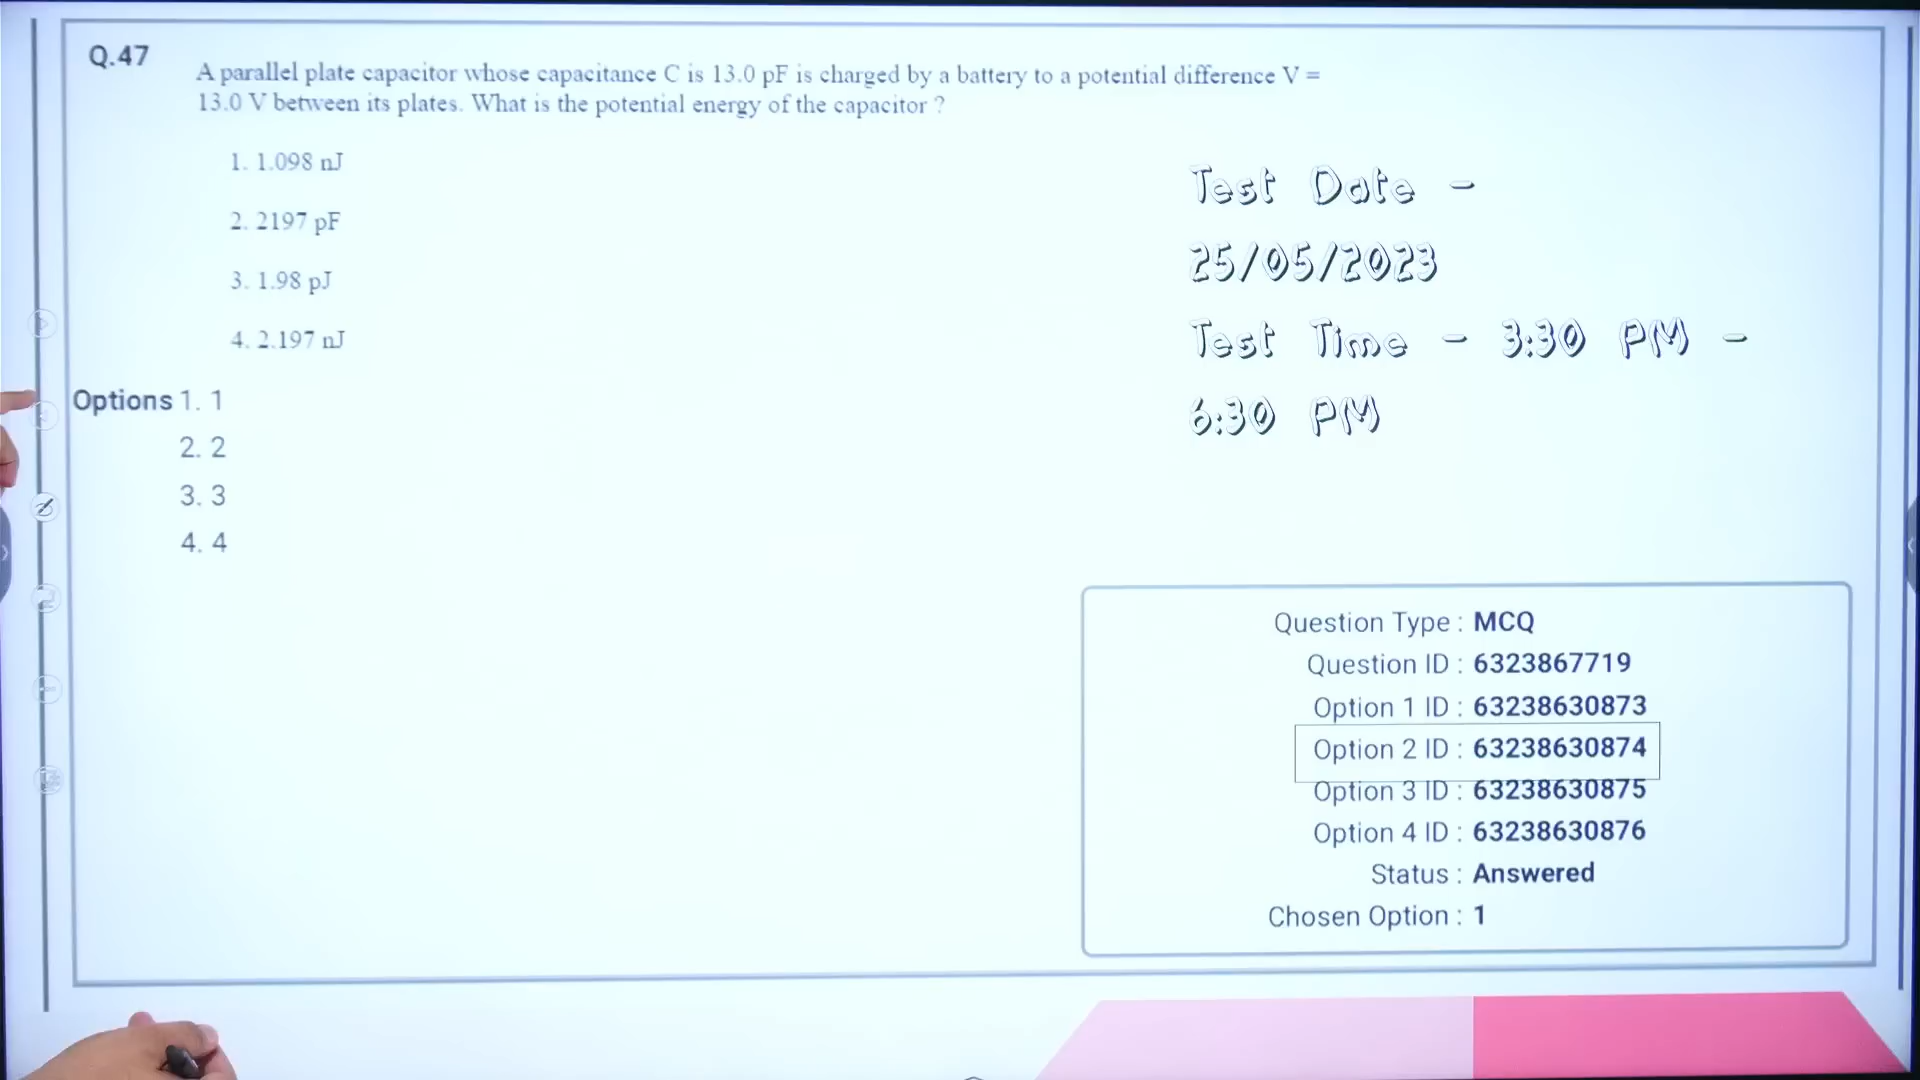 Q.47
A parallel plate capacitor whose capacitance C is 13.0 pF is charged by a battery to a potential difference V =
13.0 V between its plates. What is the potential energy of the capacitor ?
1. 1.098 nJ
2. 2197 pF
3. 1.98 pJ
4. 2.197 nJ
Options 1. 1
2. 2
3. 3
4. 4
Test Date -
25/05/2023
Test Time - 3:30 PM -
6:30 PM
Question Type : MCQ
Question ID : 6323867719
Option 1 ID : 63238630873
Option 2 ID : 63238630874
Option 3 ID : 63238630875
Option 4 ID : 63238630876
Status : Answered
Chosen Option : 1